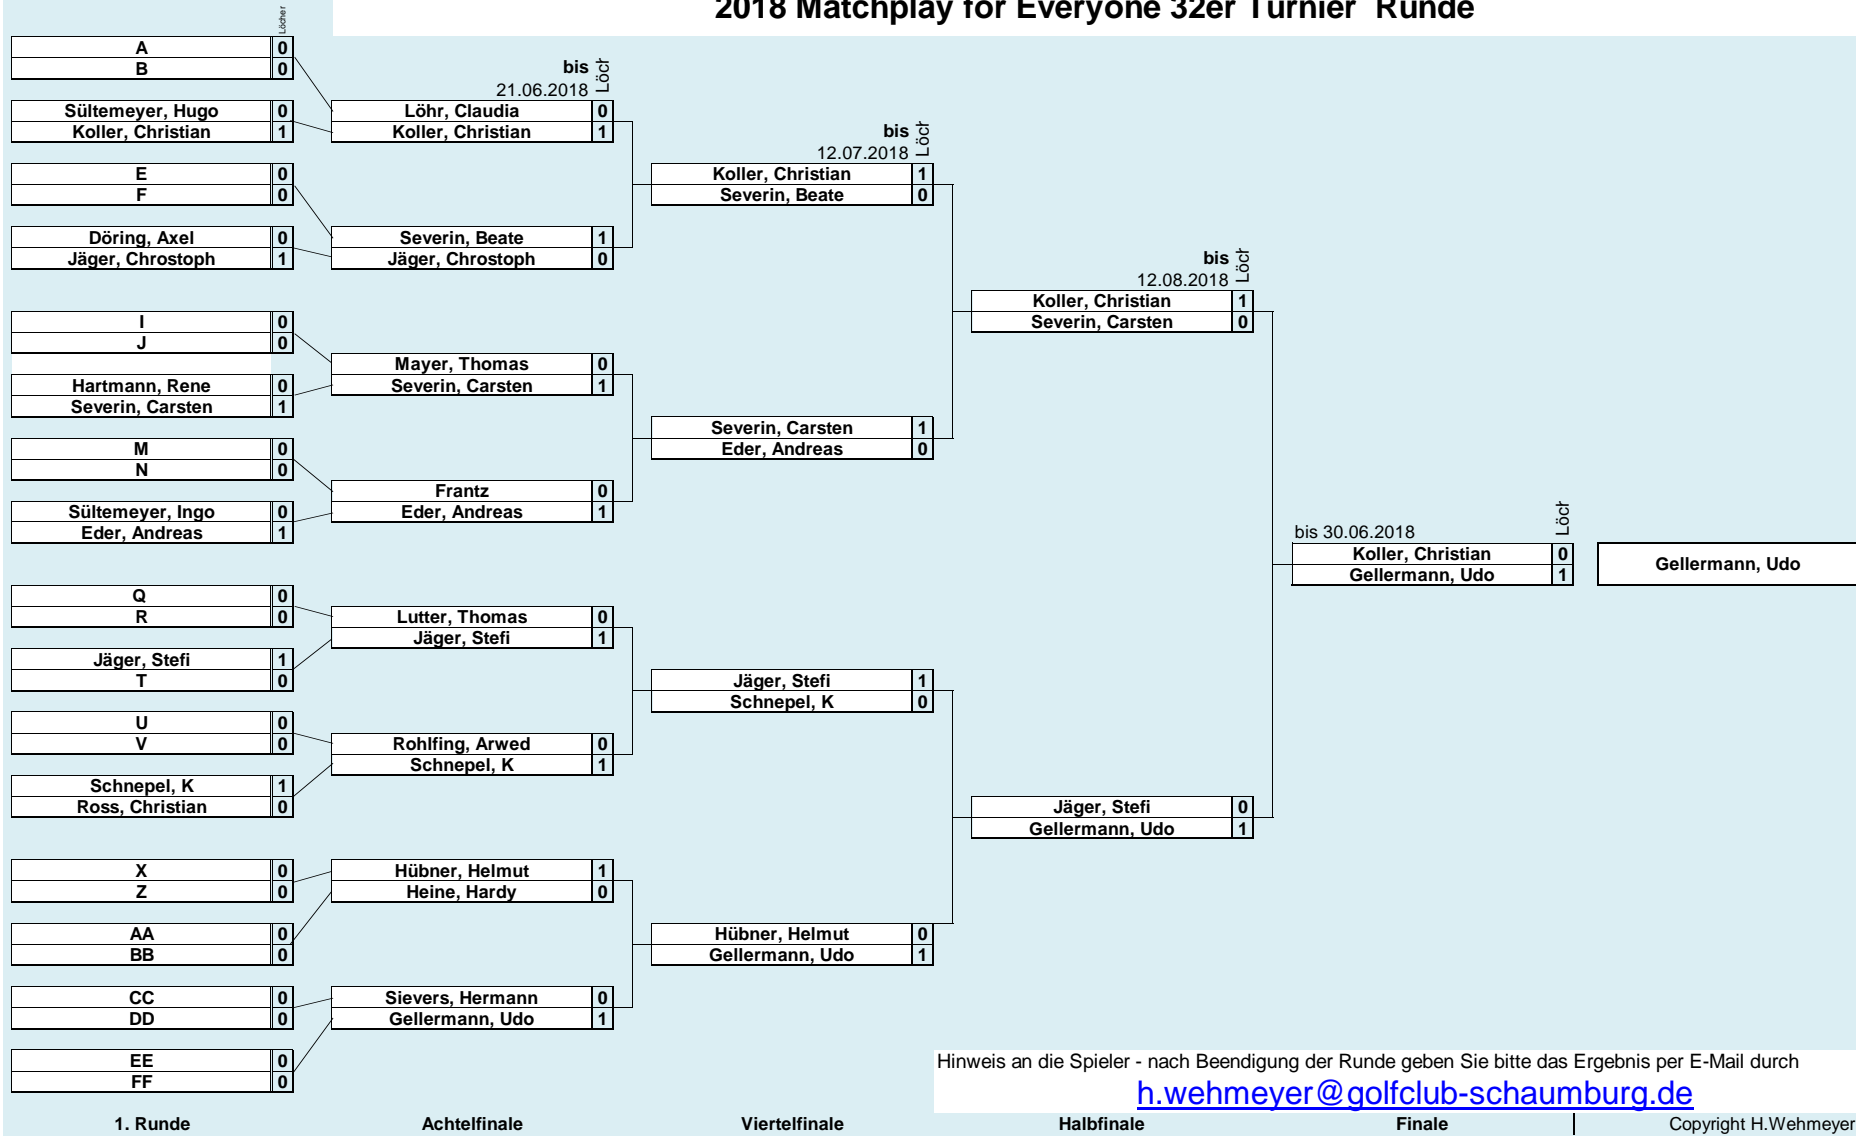 2018 Matchplay for Everyone 32er Turnier Runde
Löcher
A 0
B 0
Sültemeyer, Hugo 0
Koller, Christian 1
E 0
F 0
Döring, Axel 0
Jäger, Chrostoph 1
I 0
J 0
Hartmann, Rene 0
Severin, Carsten 1
M 0
N 0
Sültemeyer, Ingo 0
Eder, Andreas 1
Q 0
R 0
Jäger, Stefi 1
T 0
U 0
V 0
Schnepel, K 1
Ross, Christian 0
X 0
Z 0
AA 0
BB 0
CC 0
DD 0
EE 0
FF 0
1. Runde
bis
21.06.2018
Löch
Löhr, Claudia 0
Koller, Christian 1
Severin, Beate 1
Jäger, Chrostoph 0
Mayer, Thomas 0
Severin, Carsten 1
Frantz 0
Eder, Andreas 1
Lutter, Thomas 0
Jäger, Stefi 1
Rohlfing, Arwed 0
Schnepel, K 1
Hübner, Helmut 1
Heine, Hardy 0
Sievers, Hermann 0
Gellermann, Udo 1
Achtelfinale
bis
12.07.2018
Löch
Koller, Christian 1
Severin, Beate 0
Severin, Carsten 1
Eder, Andreas 0
Jäger, Stefi 1
Schnepel, K 0
Hübner, Helmut 0
Gellermann, Udo 1
Viertelfinale
bis
12.08.2018
Löch
Koller, Christian 1
Severin, Carsten 0
Jäger, Stefi 0
Gellermann, Udo 1
Halbfinale
bis 30.06.2018
Löch
Koller, Christian 0
Gellermann, Udo 1
Finale
Gellermann, Udo
Hinweis an die Spieler - nach Beendigung der Runde geben Sie bitte das Ergebnis per E-Mail durch
h.wehmeyer@golfclub-schaumburg.de
Copyright H.Wehmeyer